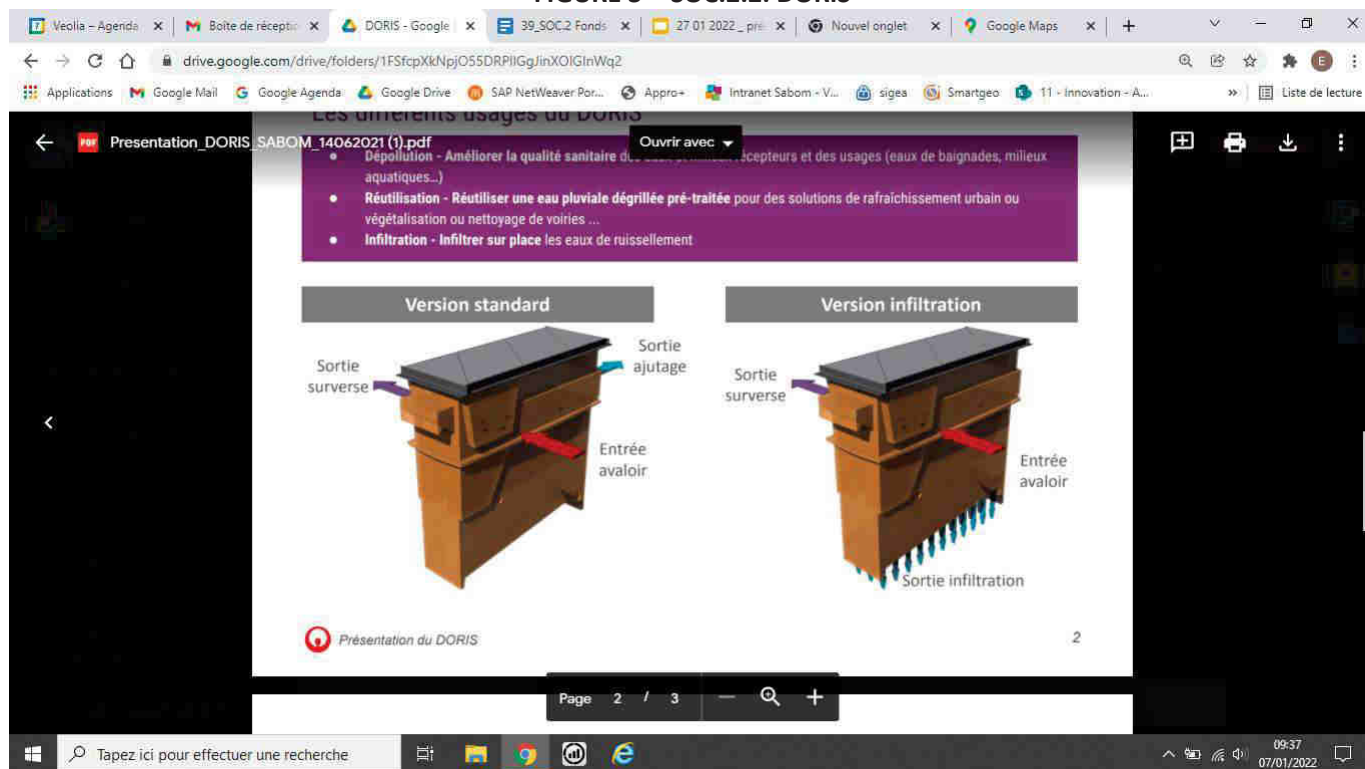 Veolia – Agenda
Boîte de réceptio
DORIS - Google
39_SOC.2 Fonds
27 01 2022 _ pré
Nouvel onglet
Google Maps
drive.google.com/drive/folders/1FSfcpXkNpjO55DRPlIGgJinXOIGInWq2
Applications
Google Mail
Google Agenda
Google Drive
SAP NetWeaver Por...
Appro+
Intranet Sabom - V...
sigea
Smartgeo
11 - Innovation - A...
»
Liste de lecture
Les différents usages du DORIS
PDF Presentation_DORIS_SABOM_14062021 (1).pdf
Ouvrir avec
• Dépollution - Améliorer la qualité sanitaire récepteurs et des usages (eaux de baignades, milieux
aquatiques...)
• Réutilisation - Réutiliser une eau pluviale dégrillée pré-traitée pour des solutions de rafraîchissement urbain ou
végétalisation ou nettoyage de voiries ...
• Infiltration - Infiltrer sur place les eaux de ruissellement
Version standard
Sortie
surverse
Sortie
ajutage
Entrée
avaloir
Version infiltration
Sortie
surverse
Entrée
avaloir
Sortie infiltration
Présentation du DORIS
2
Page 2 / 3
Tapez ici pour effectuer une recherche
09:37
07/01/2022